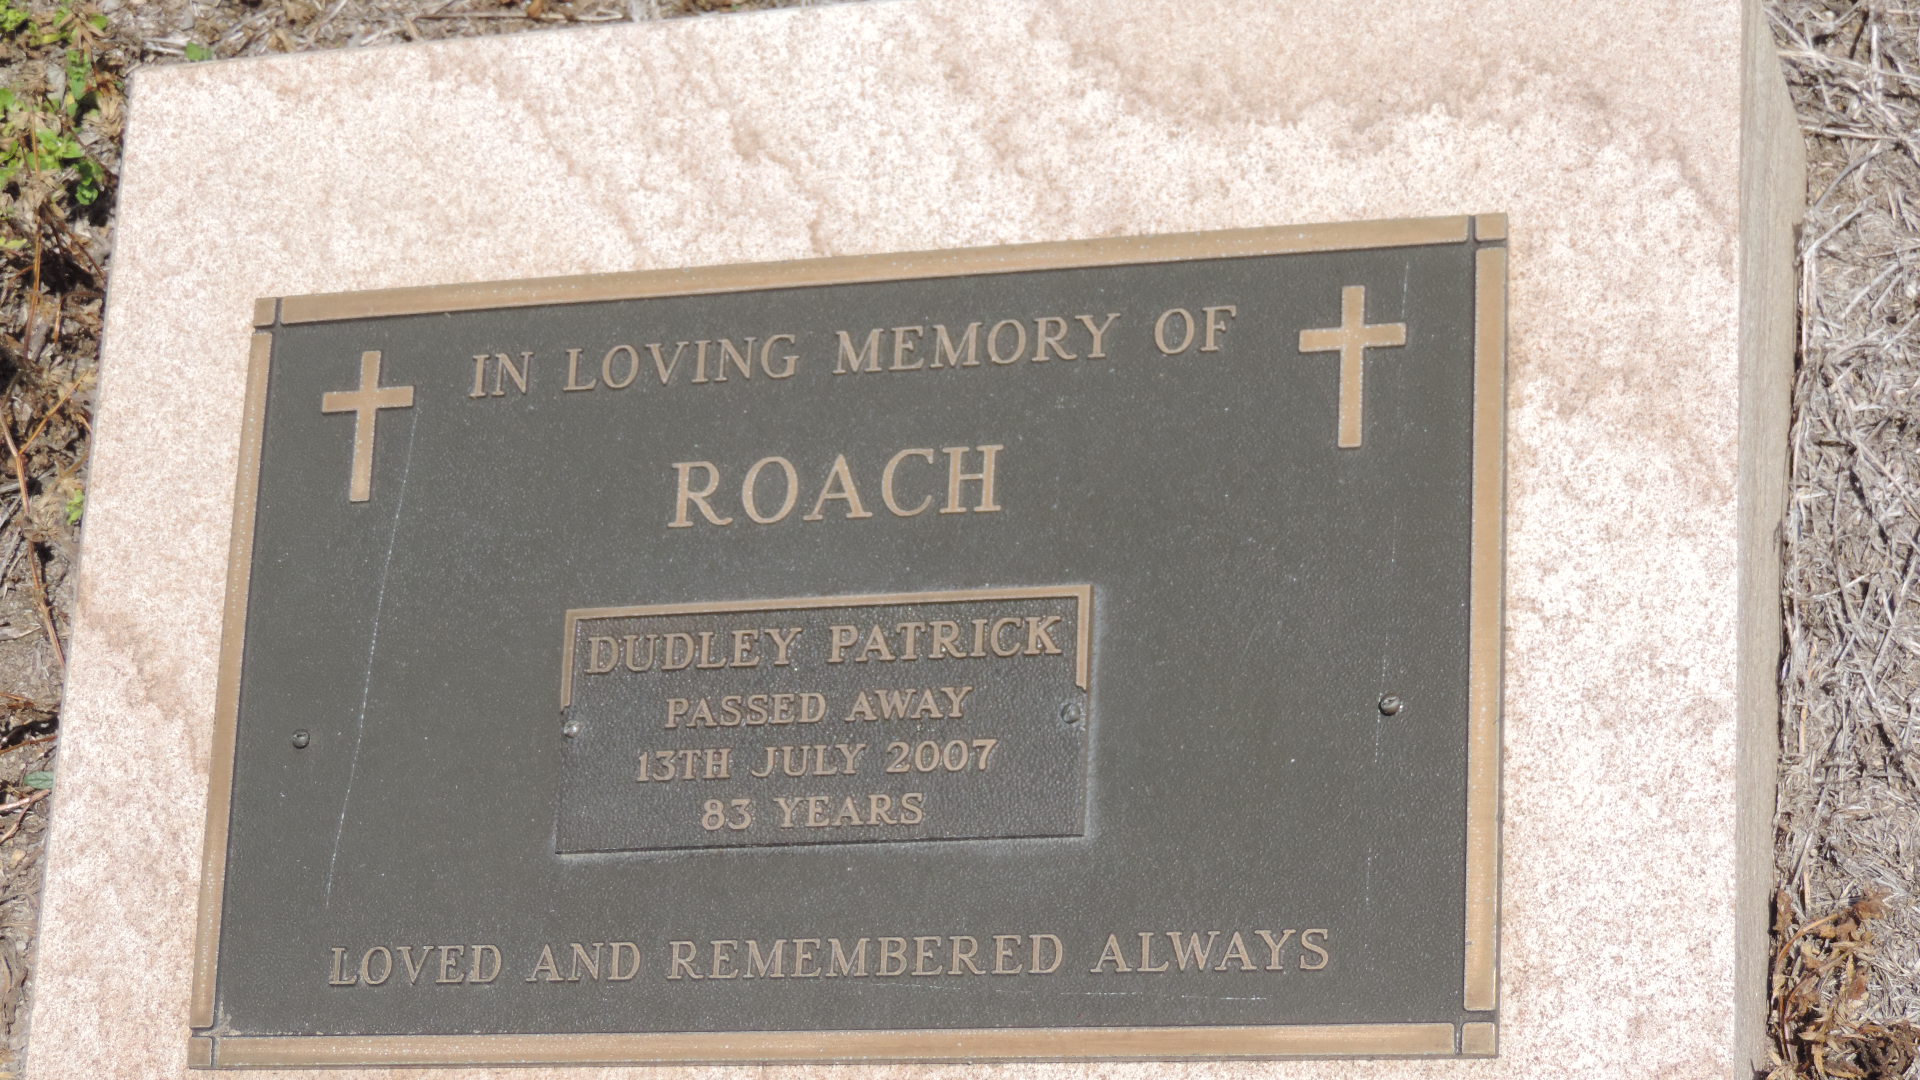 IN LOVING MEMORY OF
ROACH
DUDLEY PATRICK
PASSED AWAY
13TH JULY 2007
83 YEARS
LOVED AND REMEMBERED ALWAYS